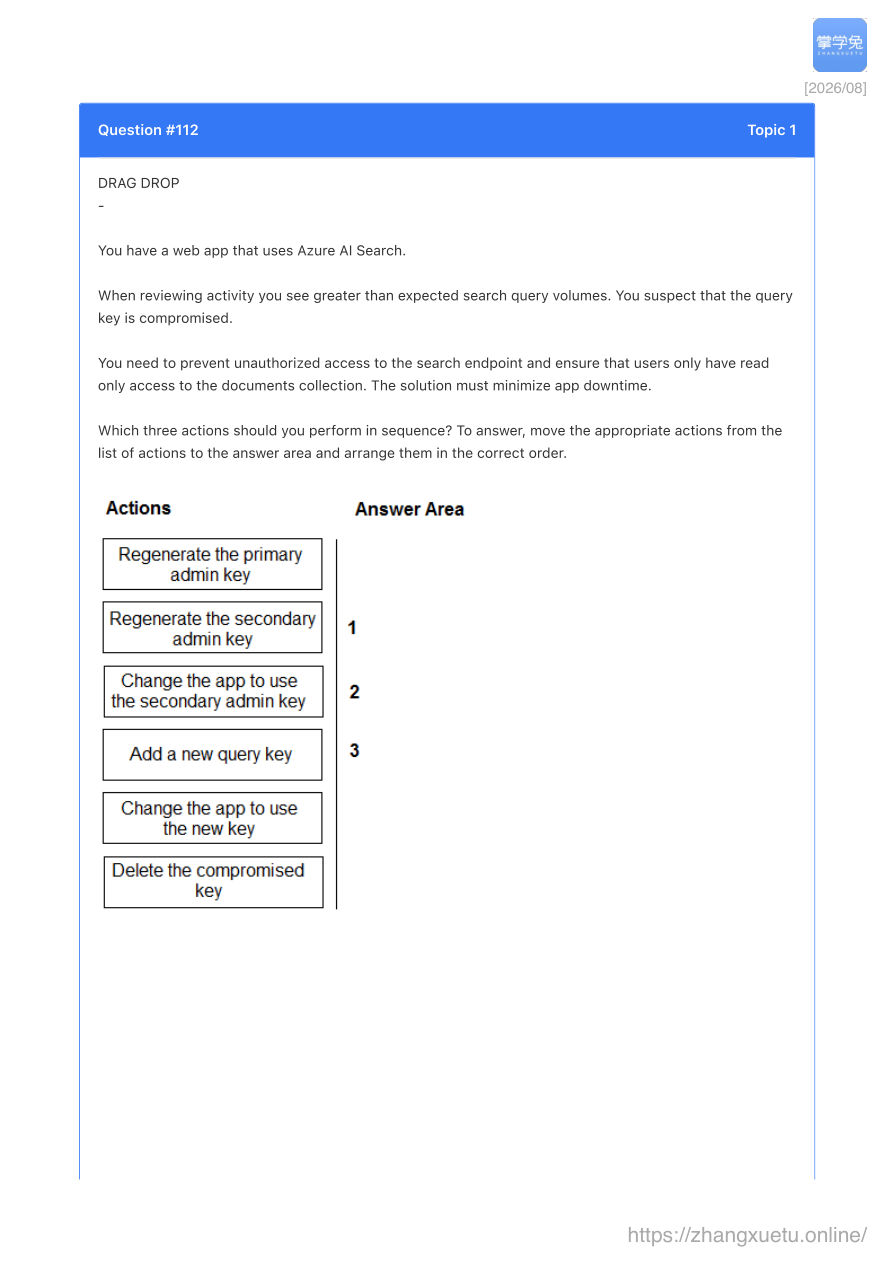 掌学兔
ZHANGXUETU
[2026/08]
Question #112
Topic 1
DRAG DROP
-
You have a web app that uses Azure AI Search.
When reviewing activity you see greater than expected search query volumes. You suspect that the query
key is compromised.
You need to prevent unauthorized access to the search endpoint and ensure that users only have read
only access to the documents collection. The solution must minimize app downtime.
Which three actions should you perform in sequence? To answer, move the appropriate actions from the
list of actions to the answer area and arrange them in the correct order.
Actions
Answer Area
Regenerate the primary
admin key
Regenerate the secondary
admin key
1
Change the app to use
the secondary admin key
2
Add a new query key
3
Change the app to use
the new key
Delete the compromised
key
https://zhangxuetu.online/